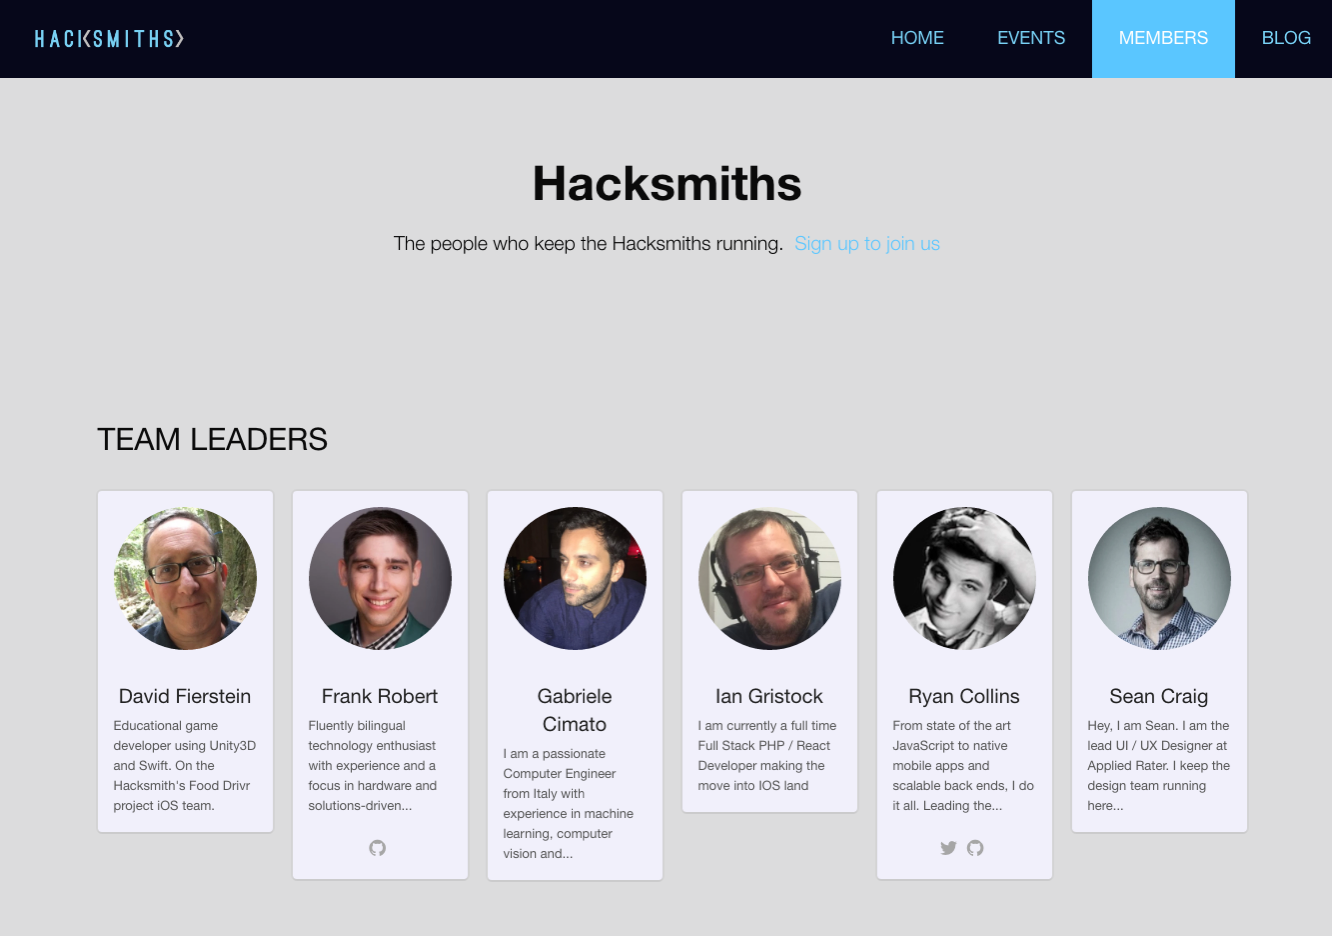 HACK<SMITHS>
HOME
EVENTS
MEMBERS
BLOG
Hacksmiths
The people who keep the Hacksmiths running. Sign up to join us
TEAM LEADERS
David Fierstein
Educational game
developer using Unity3D
and Swift. On the
Hacksmith's Food Drivr
project iOS team.
Frank Robert
Fluently bilingual
technology enthusiast
with experience and a
focus in hardware and
solutions-driven...
Gabriele
Cimato
I am a passionate
Computer Engineer
from Italy with
experience in machine
learning, computer
vision and...
Ian Gristock
I am currently a full time
Full Stack PHP / React
Developer making the
move into IOS land
Ryan Collins
From state of the art
JavaScript to native
mobile apps and
scalable back ends, I do
it all. Leading the...
Sean Craig
Hey, I am Sean. I am the
lead UI / UX Designer at
Applied Rater. I keep the
design team running
here...